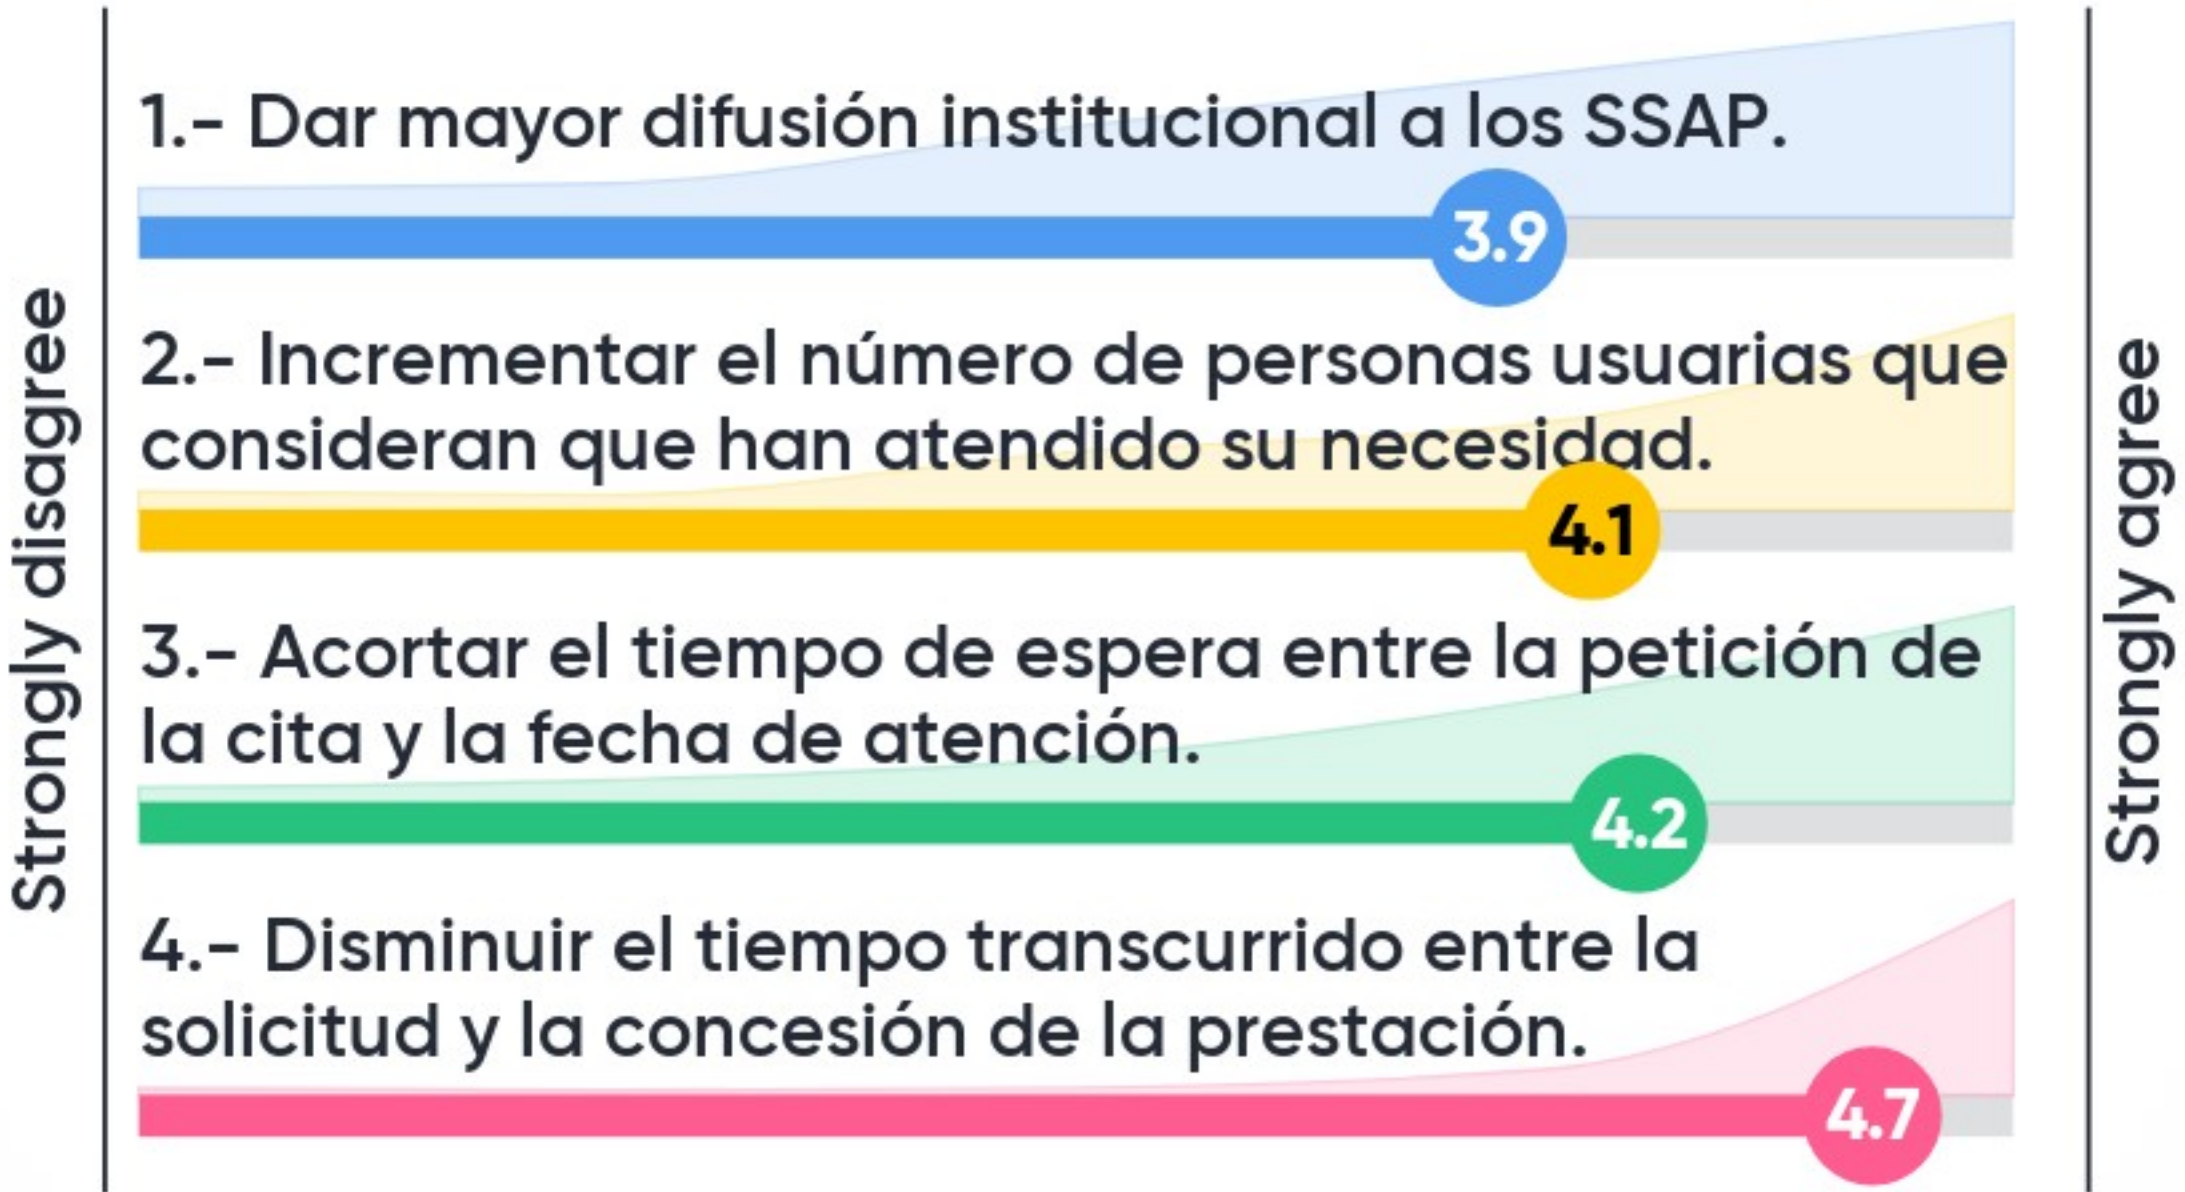 Strongly disagree
1.- Dar mayor difusión institucional a los SSAP.
3.9
2.- Incrementar el número de personas usuarias que
consideran que han atendido su necesidad.
4.1
3.- Acortar el tiempo de espera entre la petición de
la cita y la fecha de atención.
4.2
4.- Disminuir el tiempo transcurrido entre la
solicitud y la concesión de la prestación.
4.7
Strongly agree